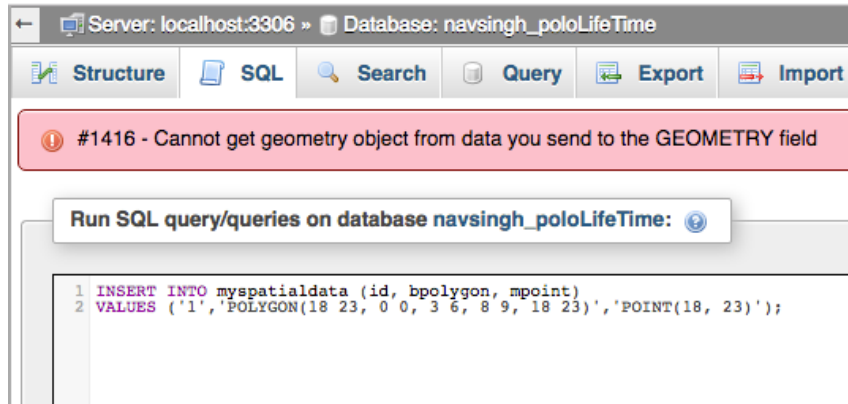 ← Server: localhost:3306 » Database: navsingh_poloLifeTime
Structure SQL Search Query Export Import
#1416 - Cannot get geometry object from data you send to the GEOMETRY field
Run SQL query/queries on database navsingh_poloLifeTime:
1 INSERT INTO myspatialdata (id, bpolygon, mpoint)
2 VALUES ('1','POLYGON(18 23, 0 0, 3 6, 8 9, 18 23)','POINT(18, 23)');